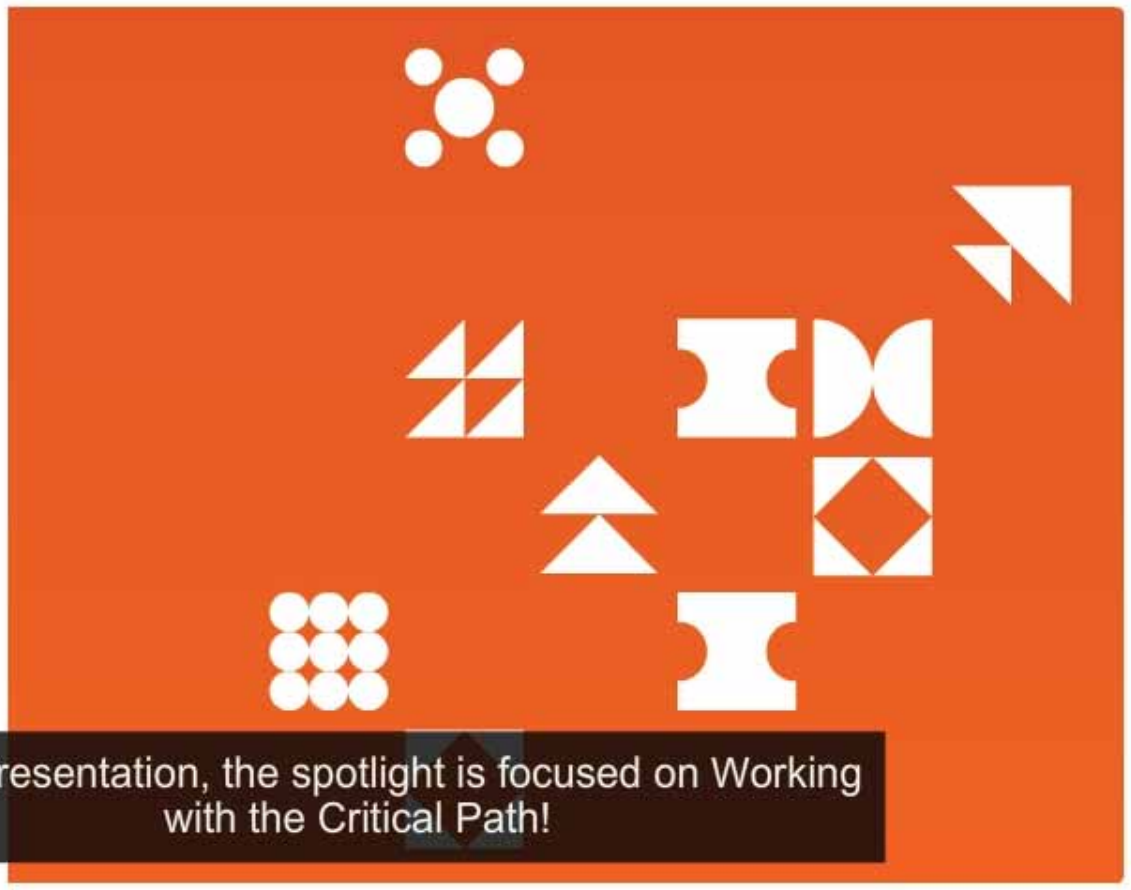 resentation, the spotlight is focused on Working
with the Critical Path!